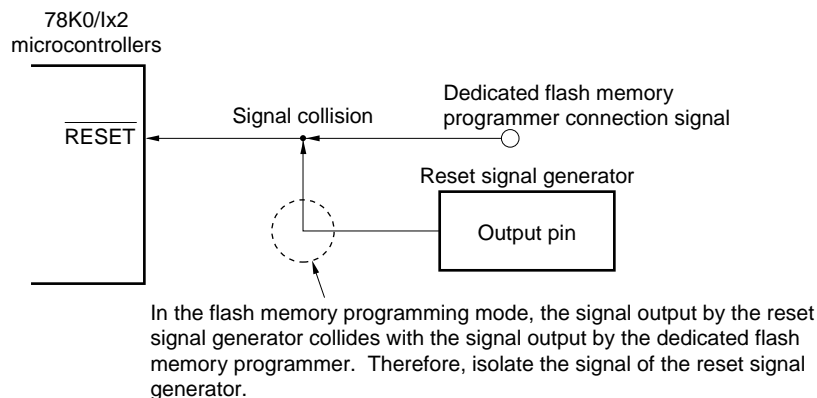 78K0/Ix2
microcontrollers
RESET
Signal collision
Dedicated flash memory
programmer connection signal
Reset signal generator
Output pin
In the flash memory programming mode, the signal output by the reset
signal generator collides with the signal output by the dedicated flash
memory programmer.  Therefore, isolate the signal of the reset signal
generator.